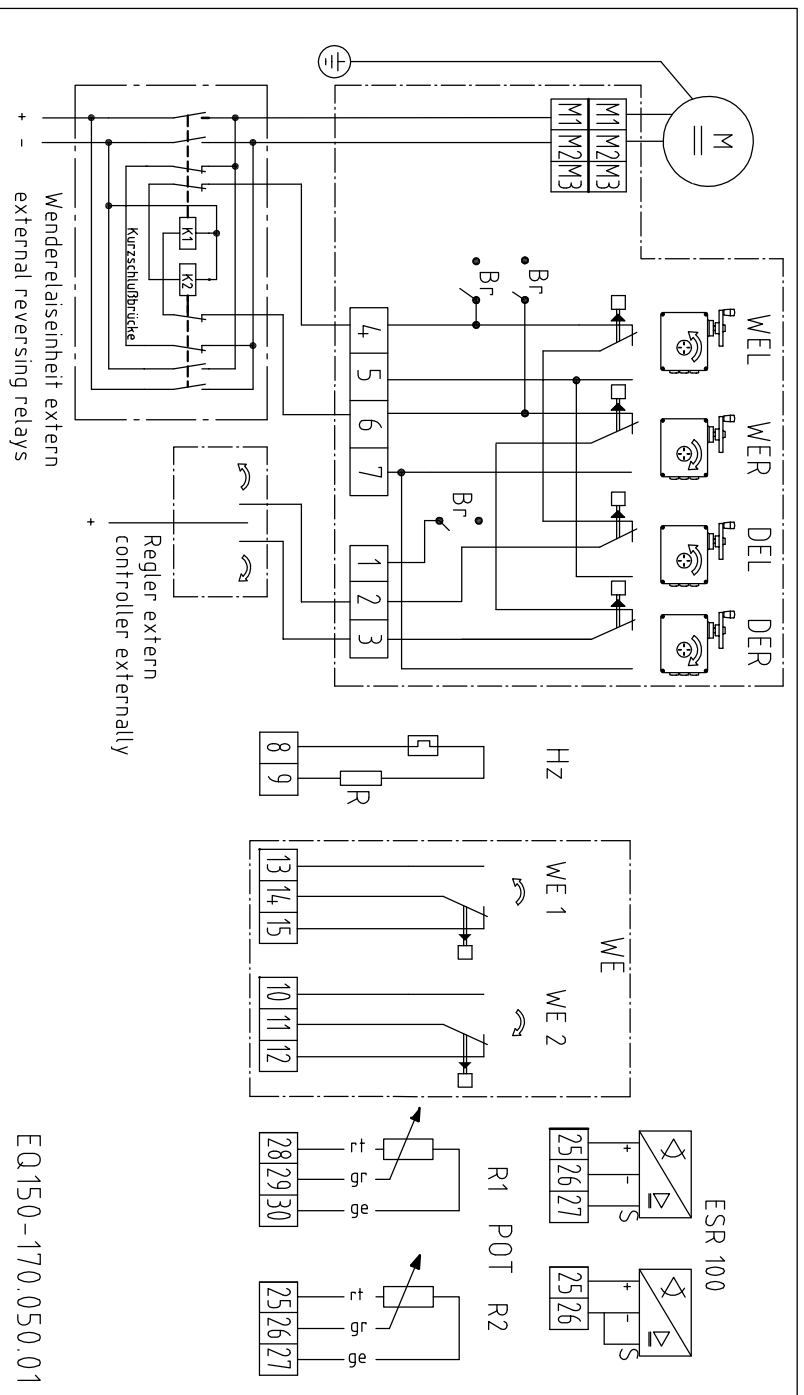 WEL WER DEL DER
Br
Br
Br
M
M1 M2 M3
M1 M2 M3
4 5 6 7
1 2 3
K1
K2
Kurzschlußbrücke
+ -
Wenderelaiseinheit extern
external reversing relays
+
Regler extern
controller externally
Hz
R
8 9
WE
WE 1 WE 2
13 14 15
10 11 12
ESR 100
+ - S
25 26 27
+ - S
25 26
R1 POT R2
rt
gr
ge
28 29 30
rt
gr
ge
25 26 27
EQ150-170.050.01